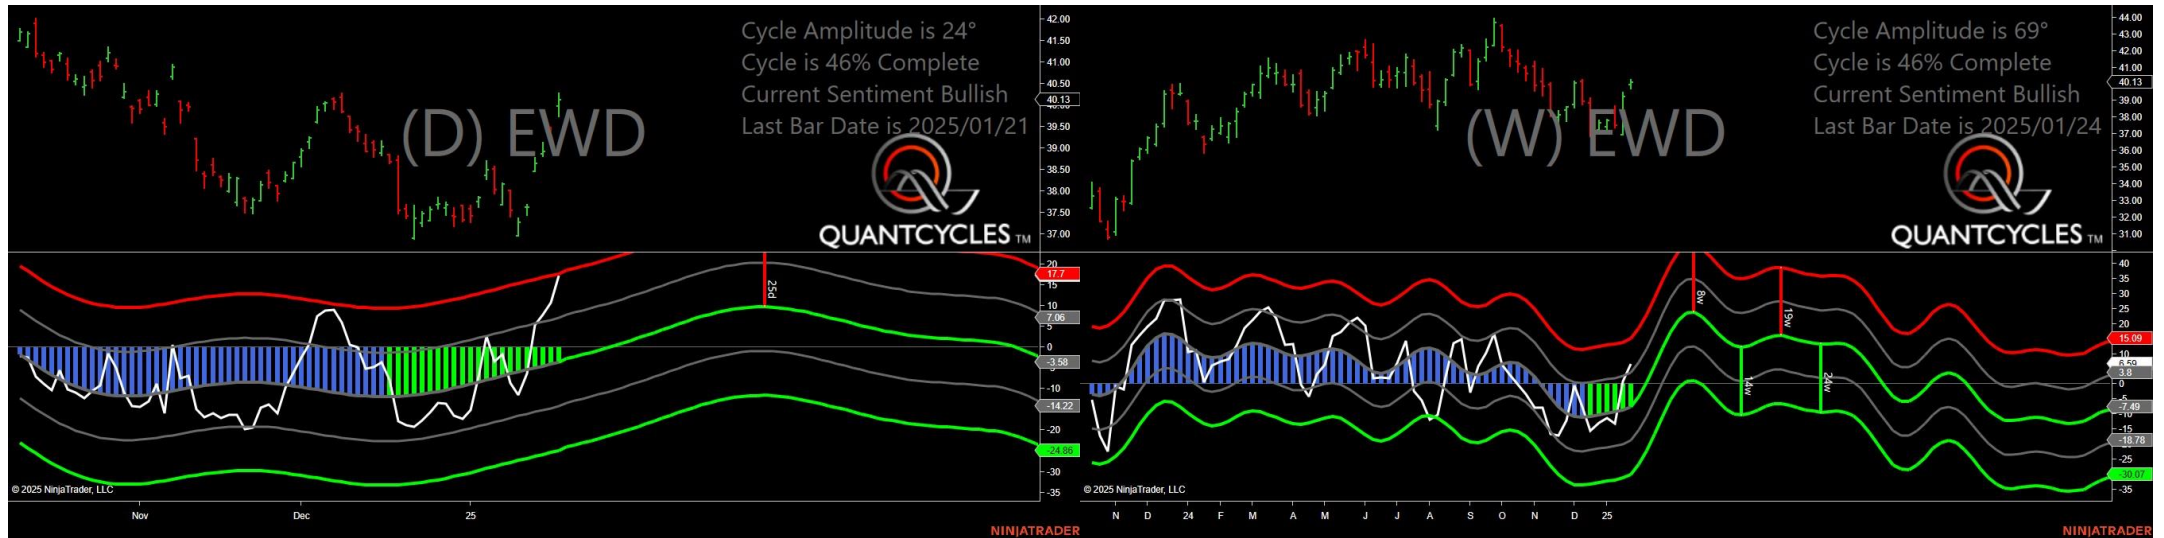 Cycle Amplitude is 24°
Cycle is 46% Complete
Current Sentiment Bullish
Last Bar Date is 2025/01/21
(D) EWD
QUANTCYCLES TM
42.00
41.50
41.00
40.50
40.13
39.50
39.00
38.50
38.00
37.50
37.00
20
17.7
15
10
7.06
5
0
-3.58
-10
-14.22
-20
-24.86
-30
-35
25d
© 2025 NinjaTrader, LLC
Nov Dec 25
NINJATRADER
Cycle Amplitude is 69°
Cycle is 46% Complete
Current Sentiment Bullish
Last Bar Date is 2025/01/24
(W) EWD
QUANTCYCLES TM
44.00
43.00
42.00
41.00
40.13
39.00
38.00
37.00
36.00
35.00
34.00
33.00
32.00
31.00
40
35
30
25
20
15.09
10
6.59
3.8
0
-7.49
-15
-18.78
-25
-30.07
-35
8w
19w
14w
24w
© 2025 NinjaTrader, LLC
N D 24 F M A M J J A S O N D 25
NINJATRADER